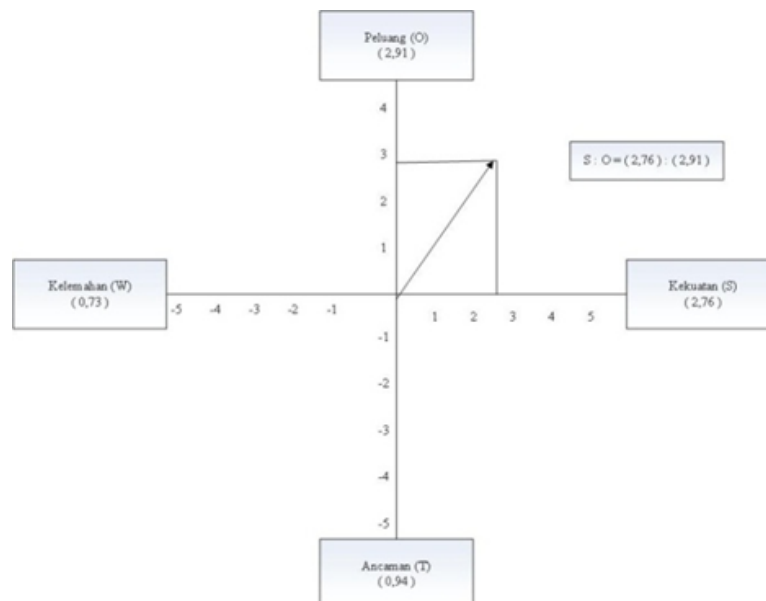 Peluang (O)
( 2,91 )
4
3
S : O = ( 2,76 ) : ( 2,91 )
2
1
Kelemahan (W)
( 0,73 )
Kekuatan (S)
( 2,76 )
-5 -4 -3 -2 -1
1 2 3 4 5
-1
-2
-3
-4
-5
Ancaman (T)
( 0,94 )